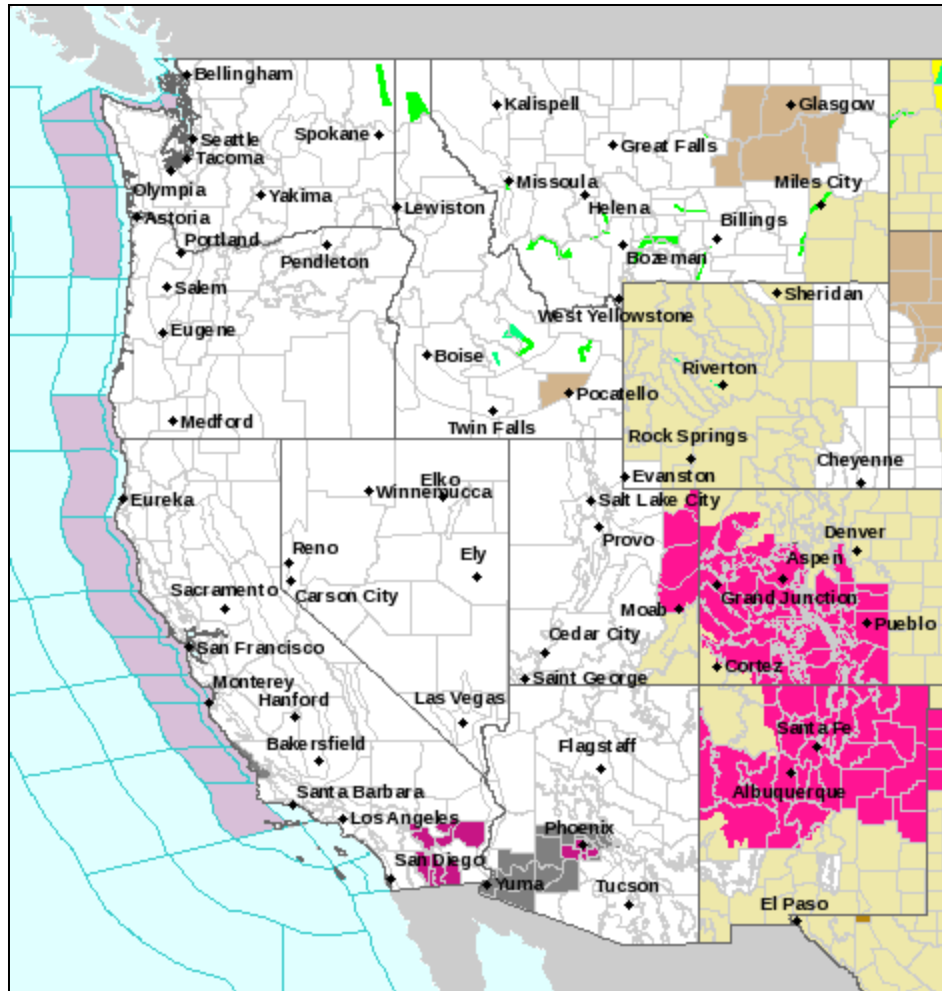 Bellingham
Kalispell
Glasgow
Spokane
Seattle
Great Falls
Tacoma
Olympia
Missoula
Miles City
Yakima
Helena
Lewiston
Astoria
Billings
Portland
Pendleton
Bozeman
Salem
Sheridan
West Yellowstone
Eugene
Boise
Riverton
Pocatello
Medford
Twin Falls
Rock Springs
Cheyenne
Evanston
Elko
Winnemucca
Eureka
Salt Lake City
Provo
Denver
Reno
Ely
Aspen
Sacramento
Carson City
Grand Junction
Moab
Pueblo
Cedar City
San Francisco
Cortez
Saint George
Monterey
Hanford
Las Vegas
Santa Fe
Bakersfield
Flagstaff
Santa Barbara
Albuquerque
Los Angeles
Phoenix
San Diego
Yuma
Tucson
El Paso